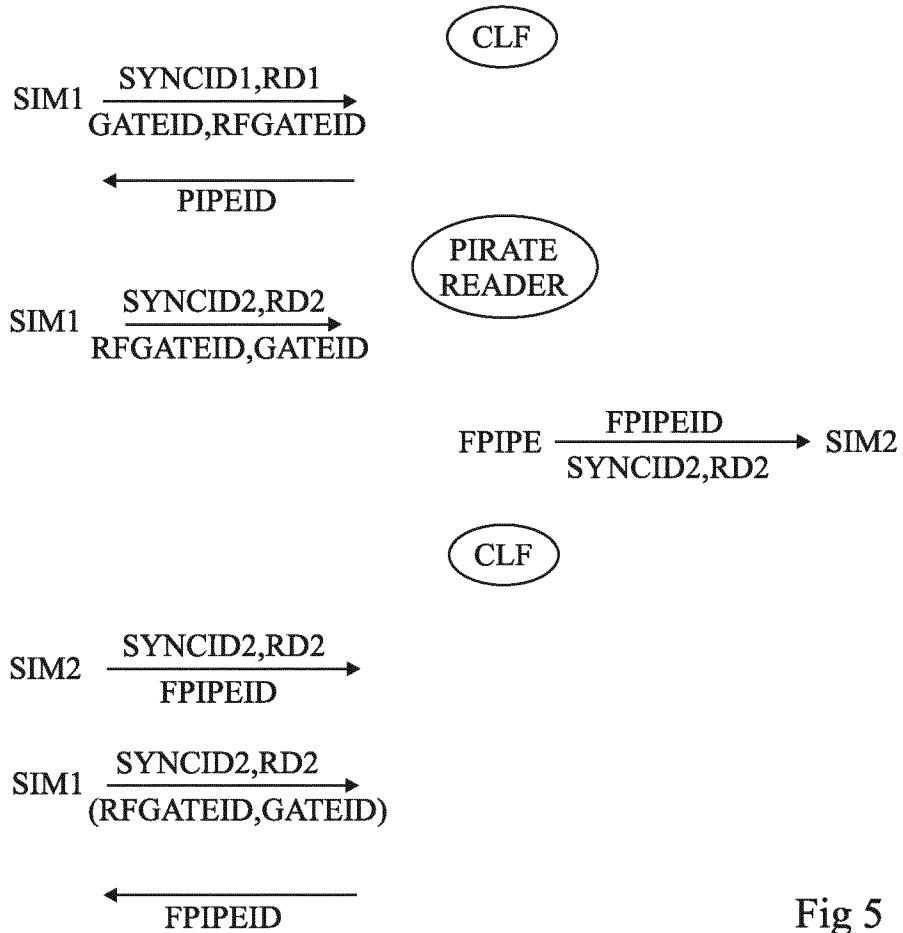 CLF
SYNCID1,RD1
SIM1
GATEID,RFGATEID
PIPEID
PIRATE
READER
SYNCID2,RD2
SIM1
RFGATEID,GATEID
FPIPEID
FPIPE
SIM2
SYNCID2,RD2
CLF
SYNCID2,RD2
SIM2
FPIPEID
SYNCID2,RD2
SIM1
(RFGATEID,GATEID)
FPIPEID
Fig 5